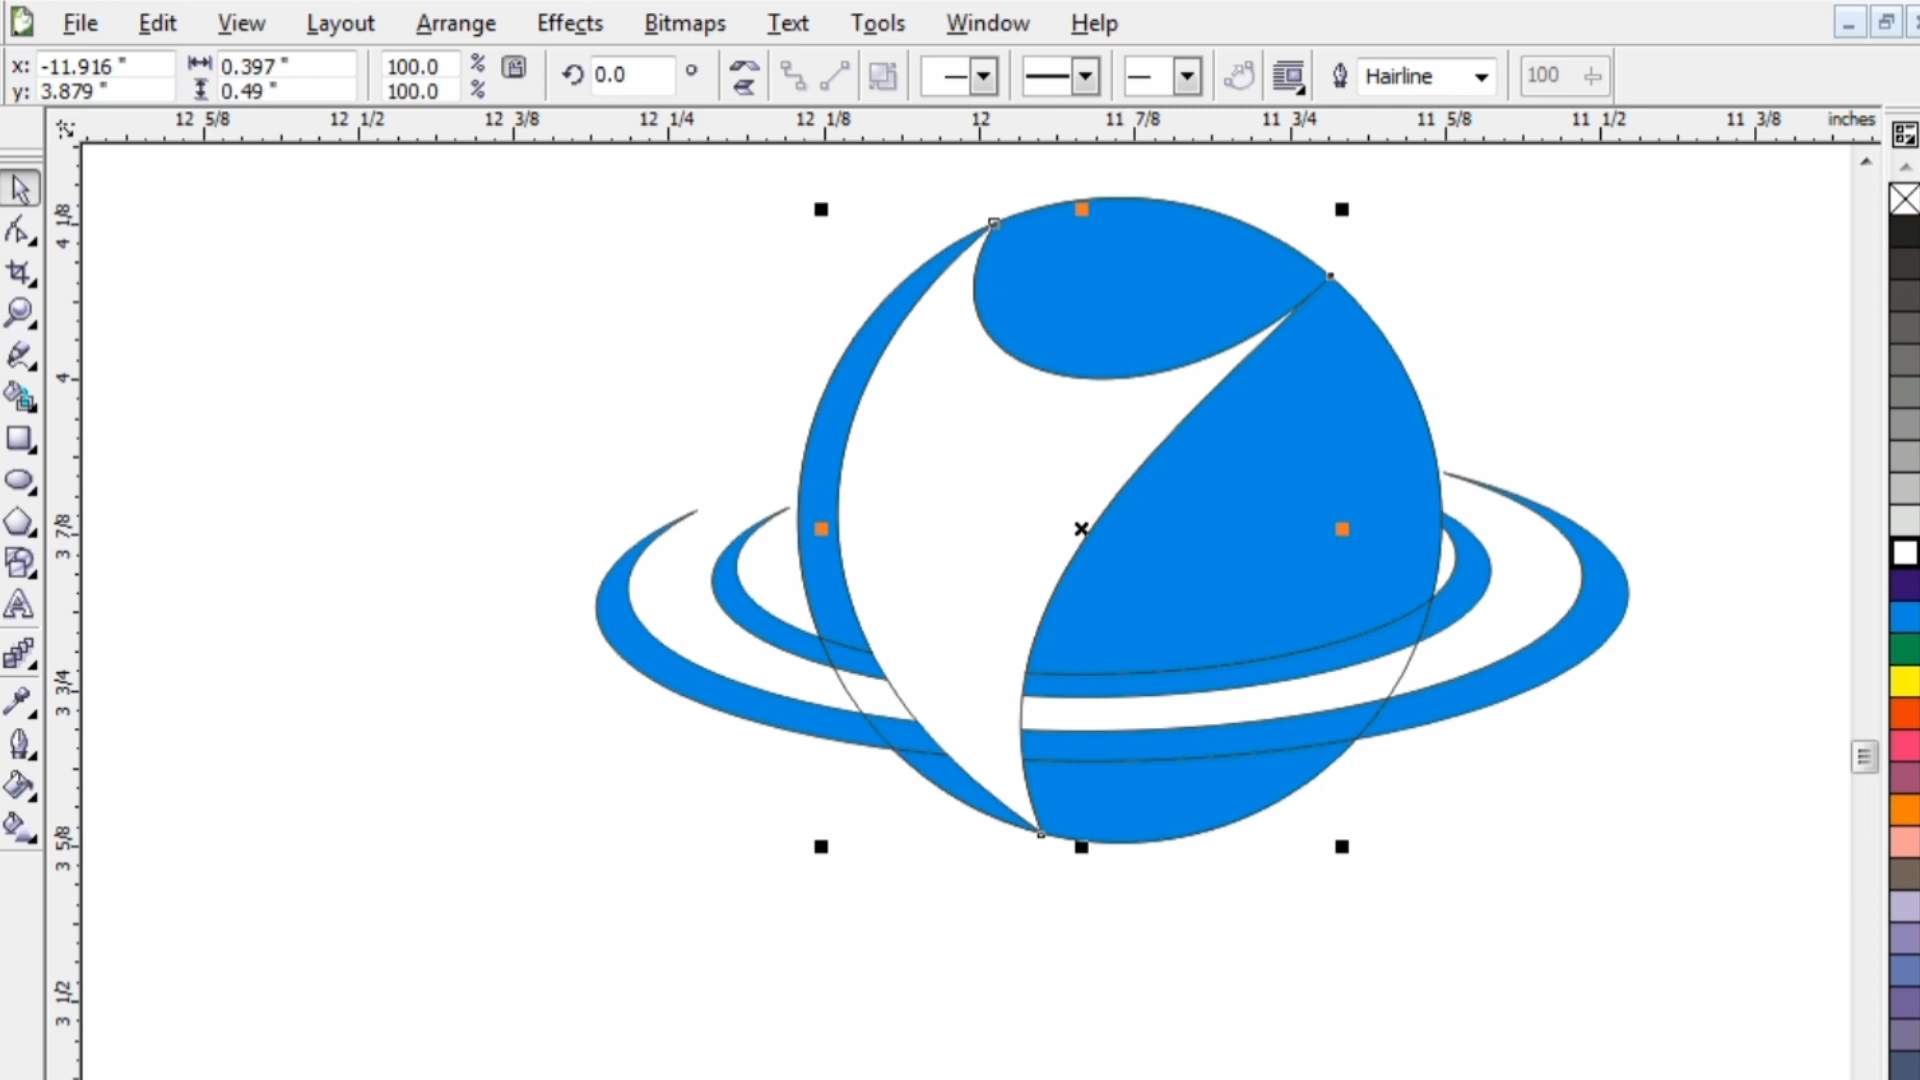 File Edit View Layout Arrange Effects Bitmaps Text Tools Window Help
x: -11.916 " 0.397 " 100.0 % 0.0 ° Hairline 100
y: 3.879 " 0.49 " 100.0 %
12 5/8 12 1/2 12 3/8 12 1/4 12 1/8 12 11 7/8 11 3/4 11 5/8 11 1/2 11 3/8 inches
4 1/8
4
3 7/8
3 3/4
3 5/8
3 1/2